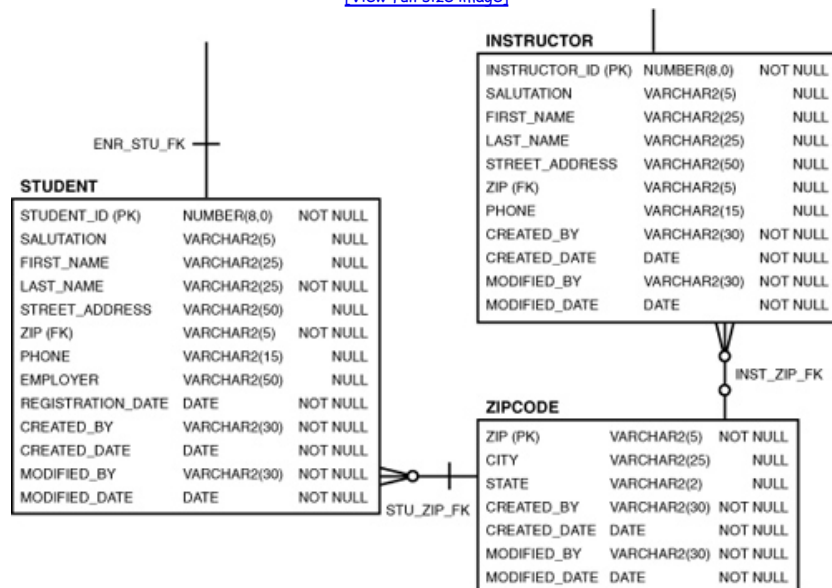 [View full size image]
INSTRUCTOR
INSTRUCTOR_ID (PK) NUMBER(8,0) NOT NULL
SALUTATION VARCHAR2(5) NULL
FIRST_NAME VARCHAR2(25) NULL
LAST_NAME VARCHAR2(25) NULL
STREET_ADDRESS VARCHAR2(50) NULL
ZIP (FK) VARCHAR2(5) NULL
PHONE VARCHAR2(15) NULL
CREATED_BY VARCHAR2(30) NOT NULL
CREATED_DATE DATE NOT NULL
MODIFIED_BY VARCHAR2(30) NOT NULL
MODIFIED_DATE DATE NOT NULL
ENR_STU_FK
STUDENT
STUDENT_ID (PK) NUMBER(8,0) NOT NULL
SALUTATION VARCHAR2(5) NULL
FIRST_NAME VARCHAR2(25) NULL
LAST_NAME VARCHAR2(25) NOT NULL
STREET_ADDRESS VARCHAR2(50) NULL
ZIP (FK) VARCHAR2(5) NOT NULL
PHONE VARCHAR2(15) NULL
EMPLOYER VARCHAR2(50) NULL
REGISTRATION_DATE DATE NOT NULL
CREATED_BY VARCHAR2(30) NOT NULL
CREATED_DATE DATE NOT NULL
MODIFIED_BY VARCHAR2(30) NOT NULL
MODIFIED_DATE DATE NOT NULL
STU_ZIP_FK
INST_ZIP_FK
ZIPCODE
ZIP (PK) VARCHAR2(5) NOT NULL
CITY VARCHAR2(25) NULL
STATE VARCHAR2(2) NULL
CREATED_BY VARCHAR2(30) NOT NULL
CREATED_DATE DATE NOT NULL
MODIFIED_BY VARCHAR2(30) NOT NULL
MODIFIED_DATE DATE NOT NULL